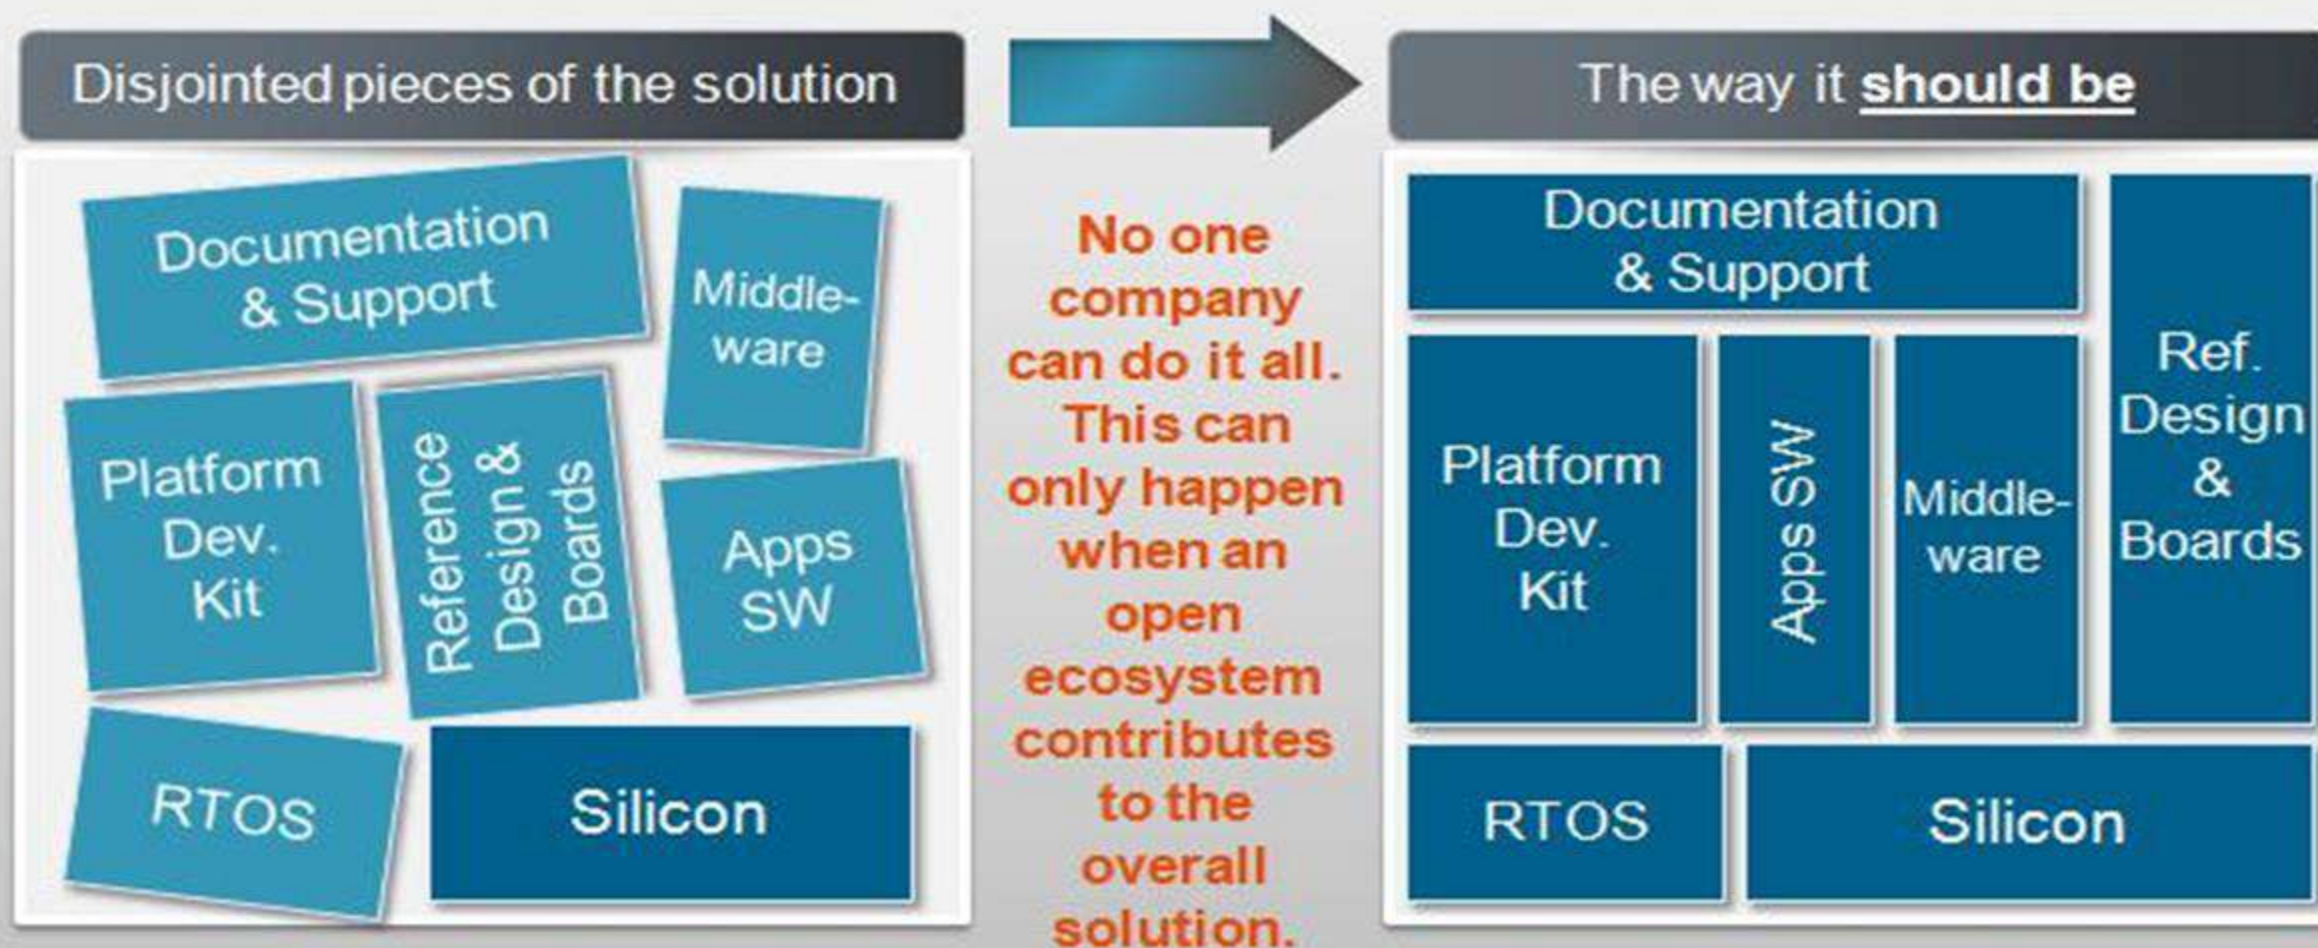 Disjointed pieces of the solution
Documentation
& Support
Middle-
ware
Platform
Dev.
Kit
Reference
Design &
Boards
Apps
SW
RTOS
Silicon
No one
company
can do it all.
This can
only happen
when an
open
ecosystem
contributes
to the
overall
solution.
The way it should be
Documentation
& Support
Platform
Dev.
Kit
Apps SW
Middle-
ware
Ref.
Design
&
Boards
RTOS
Silicon